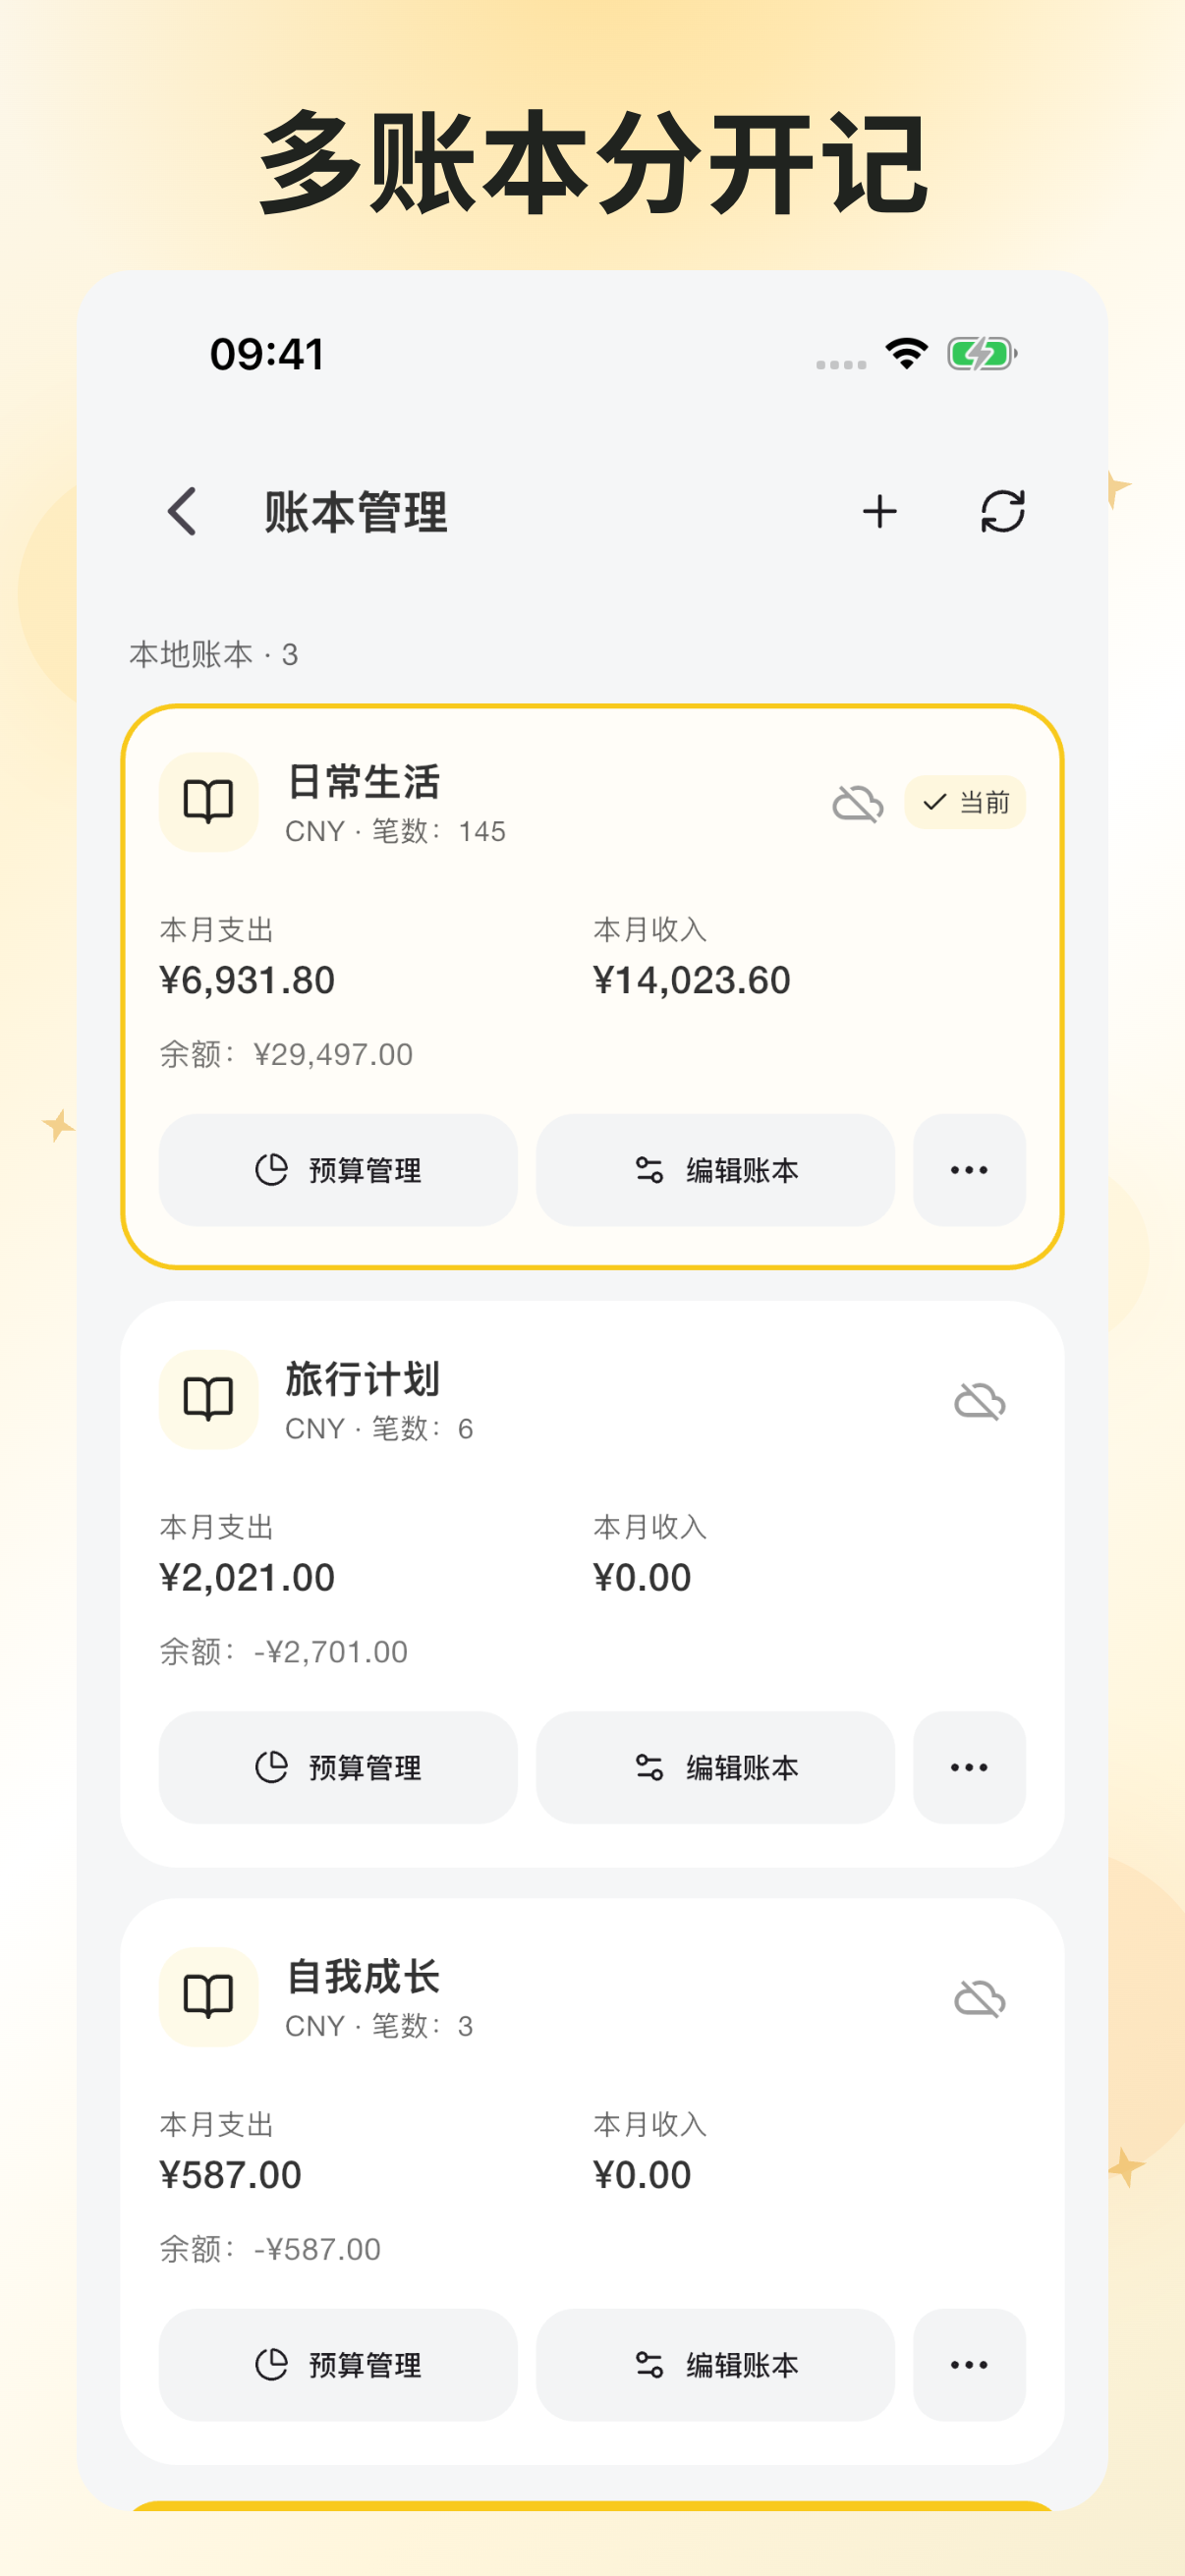 多账本分开记
09:41
账本管理
本地账本 · 3
日常生活
CNY · 笔数：145
当前
本月支出
本月收入
¥6,931.80
¥14,023.60
余额：¥29,497.00
预算管理
编辑账本
旅行计划
CNY · 笔数：6
本月支出
本月收入
¥2,021.00
¥0.00
余额：-¥2,701.00
预算管理
编辑账本
自我成长
CNY · 笔数：3
本月支出
本月收入
¥587.00
¥0.00
余额：-¥587.00
预算管理
编辑账本